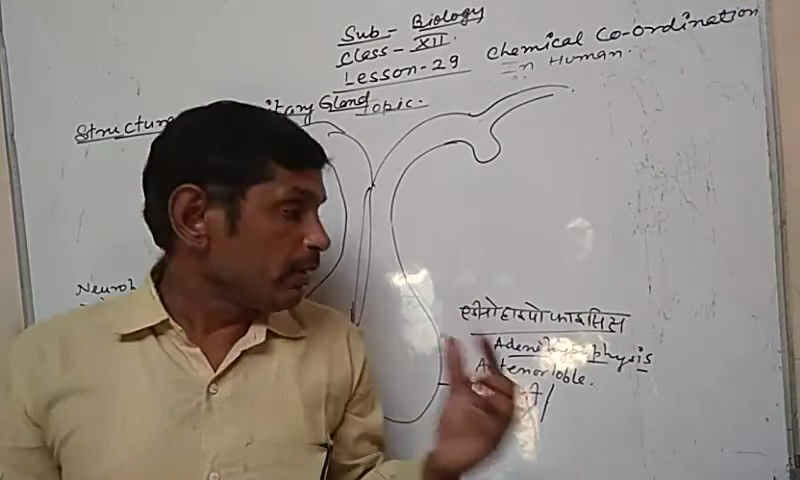 Sub- Biology
Class- XII.
Lesson-29 Chemical Co-ordination
In Human.
Structure Gland Topic.
एडीनोहाइपोफाइसिस
Adenihypophysis
Anterior loble.